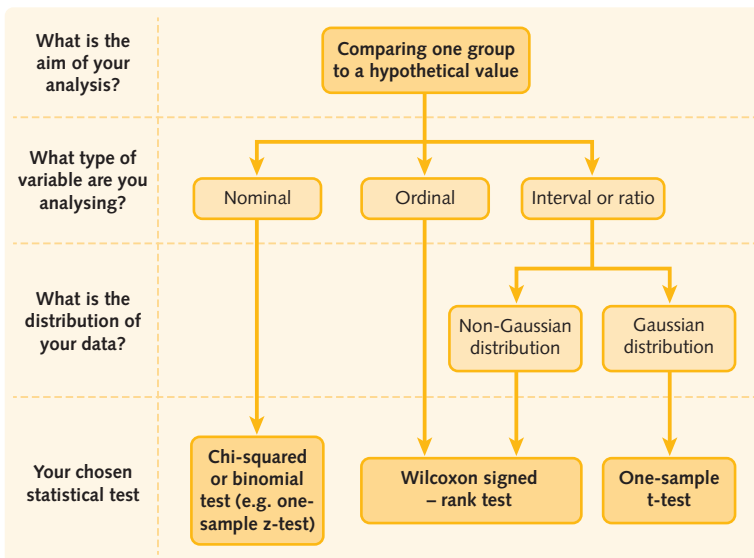 What is the
aim of your
analysis?
Comparing one group
to a hypothetical value
What type of
variable are you
analysing?
Nominal
Ordinal
Interval or ratio
What is the
distribution of
your data?
Non-Gaussian
distribution
Gaussian
distribution
Your chosen
statistical test
Chi-squared
or binomial
test (e.g. one-
sample z-test)
Wilcoxon signed
– rank test
One-sample
t-test